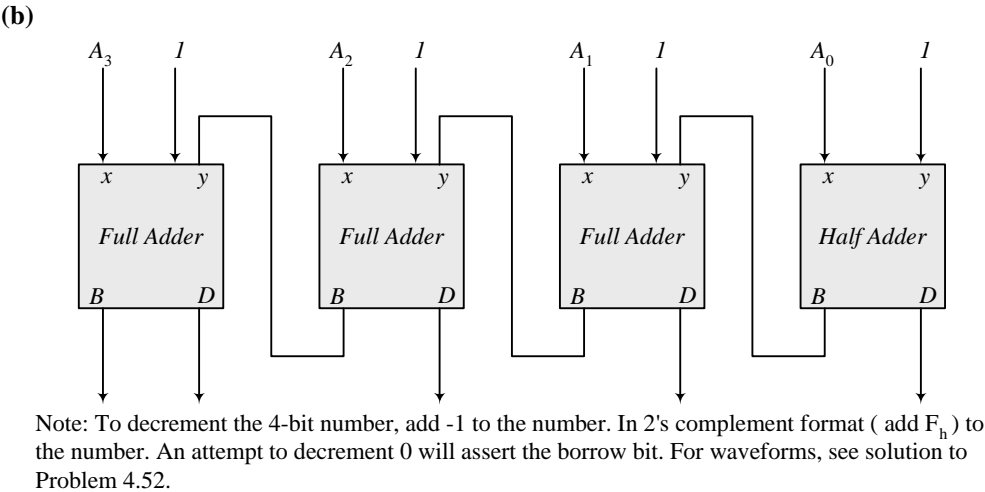 (b)
A3 1 A2 1 A1 1 A0 1
x y x y x y x y
Full Adder Full Adder Full Adder Half Adder
B D B D B D B D
Note: To decrement the 4-bit number, add -1 to the number. In 2's complement format ( add Fh ) to
the number. An attempt to decrement 0 will assert the borrow bit. For waveforms, see solution to
Problem 4.52.